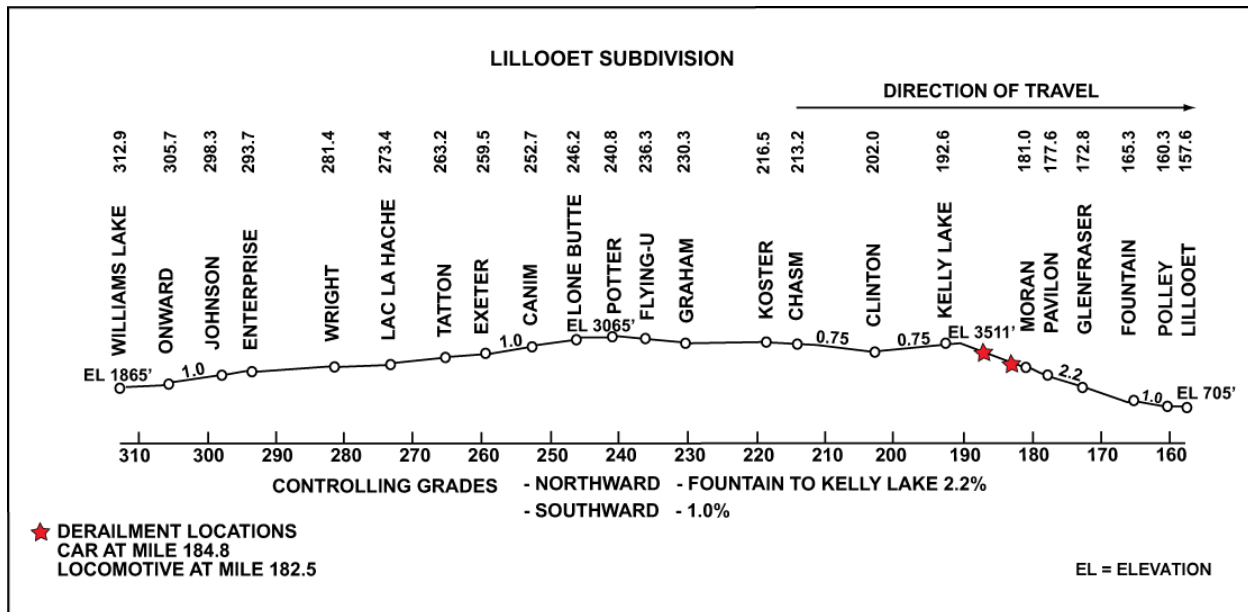 LILLOOET SUBDIVISION
DIRECTION OF TRAVEL
312.9
305.7
298.3
293.7
281.4
273.4
263.2
259.5
252.7
246.2
240.8
236.3
230.3
216.5
213.2
202.0
192.6
181.0
177.6
172.8
165.3
160.3
157.6
WILLIAMS LAKE
ONWARD
JOHNSON
ENTERPRISE
WRIGHT
LAC LA HACHE
TATTON
EXETER
CANIM
LONE BUTTE
POTTER
FLYING-U
GRAHAM
KOSTER
CHASM
CLINTON
KELLY LAKE
MORAN
PAVILON
GLENFRASER
FOUNTAIN
POLLEY
LILLOOET
EL 1865'
1.0
1.0
EL 3065'
0.75
0.75
EL 3511'
2.2
1.0
EL 705'
310 300 290 280 270 260 250 240 230 220 210 200 190 180 170 160
CONTROLLING GRADES - NORTHWARD - FOUNTAIN TO KELLY LAKE 2.2%
- SOUTHWARD - 1.0%
DERAILMENT LOCATIONS
CAR AT MILE 184.8
LOCOMOTIVE AT MILE 182.5
EL = ELEVATION